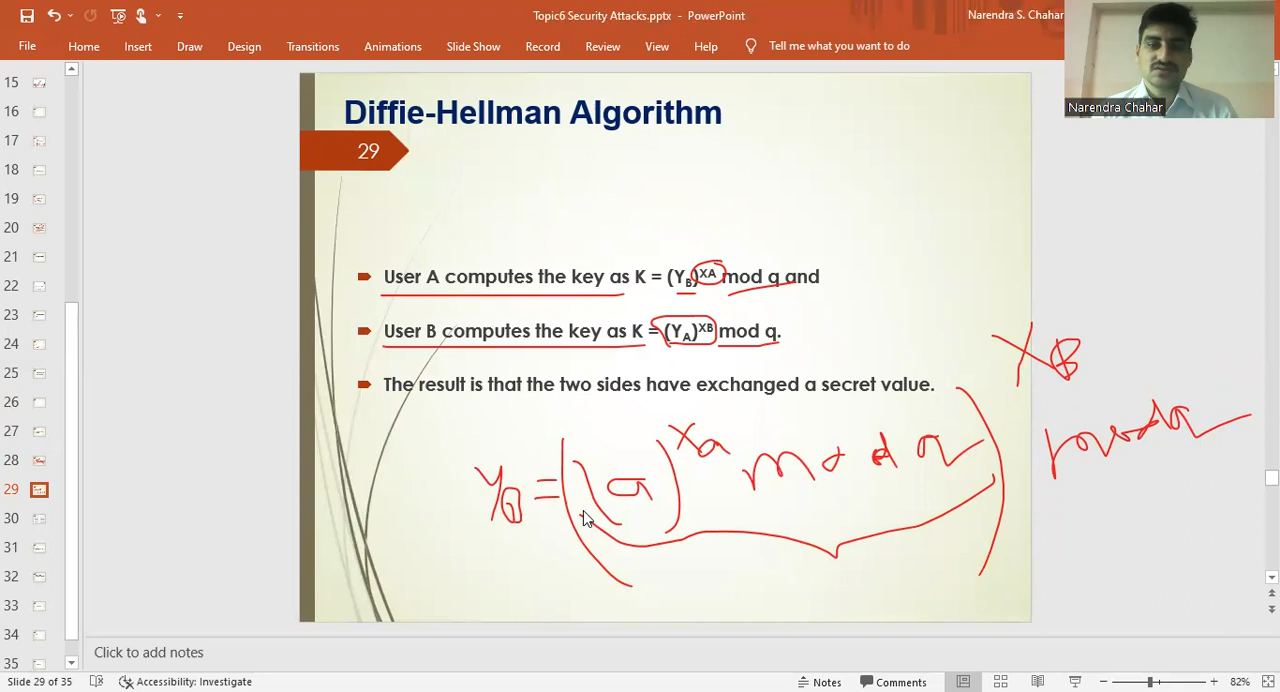 Topic6 Security Attacks.pptx - PowerPoint
Narendra S. Chahar
File Home Insert Draw Design Transitions Animations Slide Show Record Review View Help Tell me what you want to do
Narendra Chahar
15
16
17
18
19
20
21
22
23
24
25
26
27
28
29
30
31
32
33
34
35
Diffie-Hellman Algorithm
29
User A computes the key as K = (YB)XA mod q and
User B computes the key as K = (YA)XB mod q.
The result is that the two sides have exchanged a secret value.
XB
YB = ((a)Xa mod q) mod q
Click to add notes
Slide 29 of 35 Accessibility: Investigate Notes Comments 82%